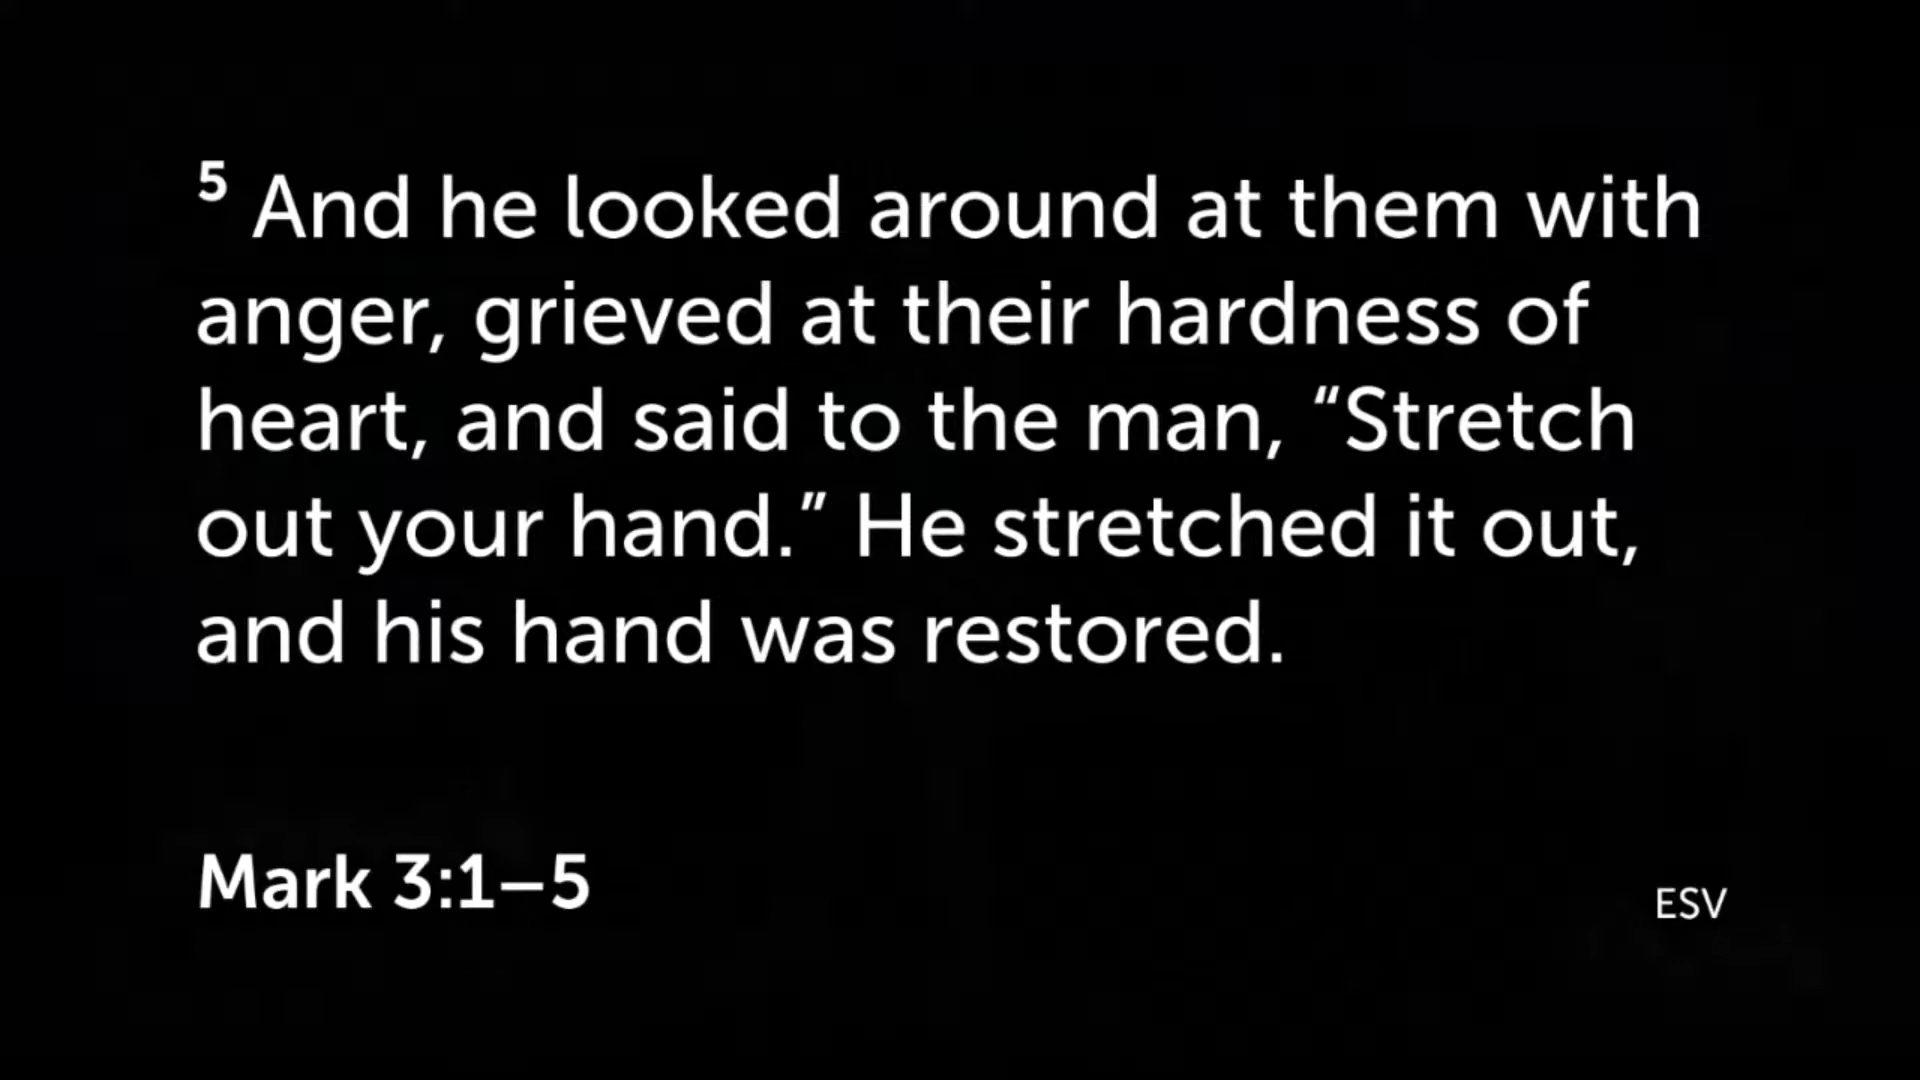 5 And he looked around at them with
anger, grieved at their hardness of
heart, and said to the man, “Stretch
out your hand.” He stretched it out,
and his hand was restored.
Mark 3:1–5
ESV